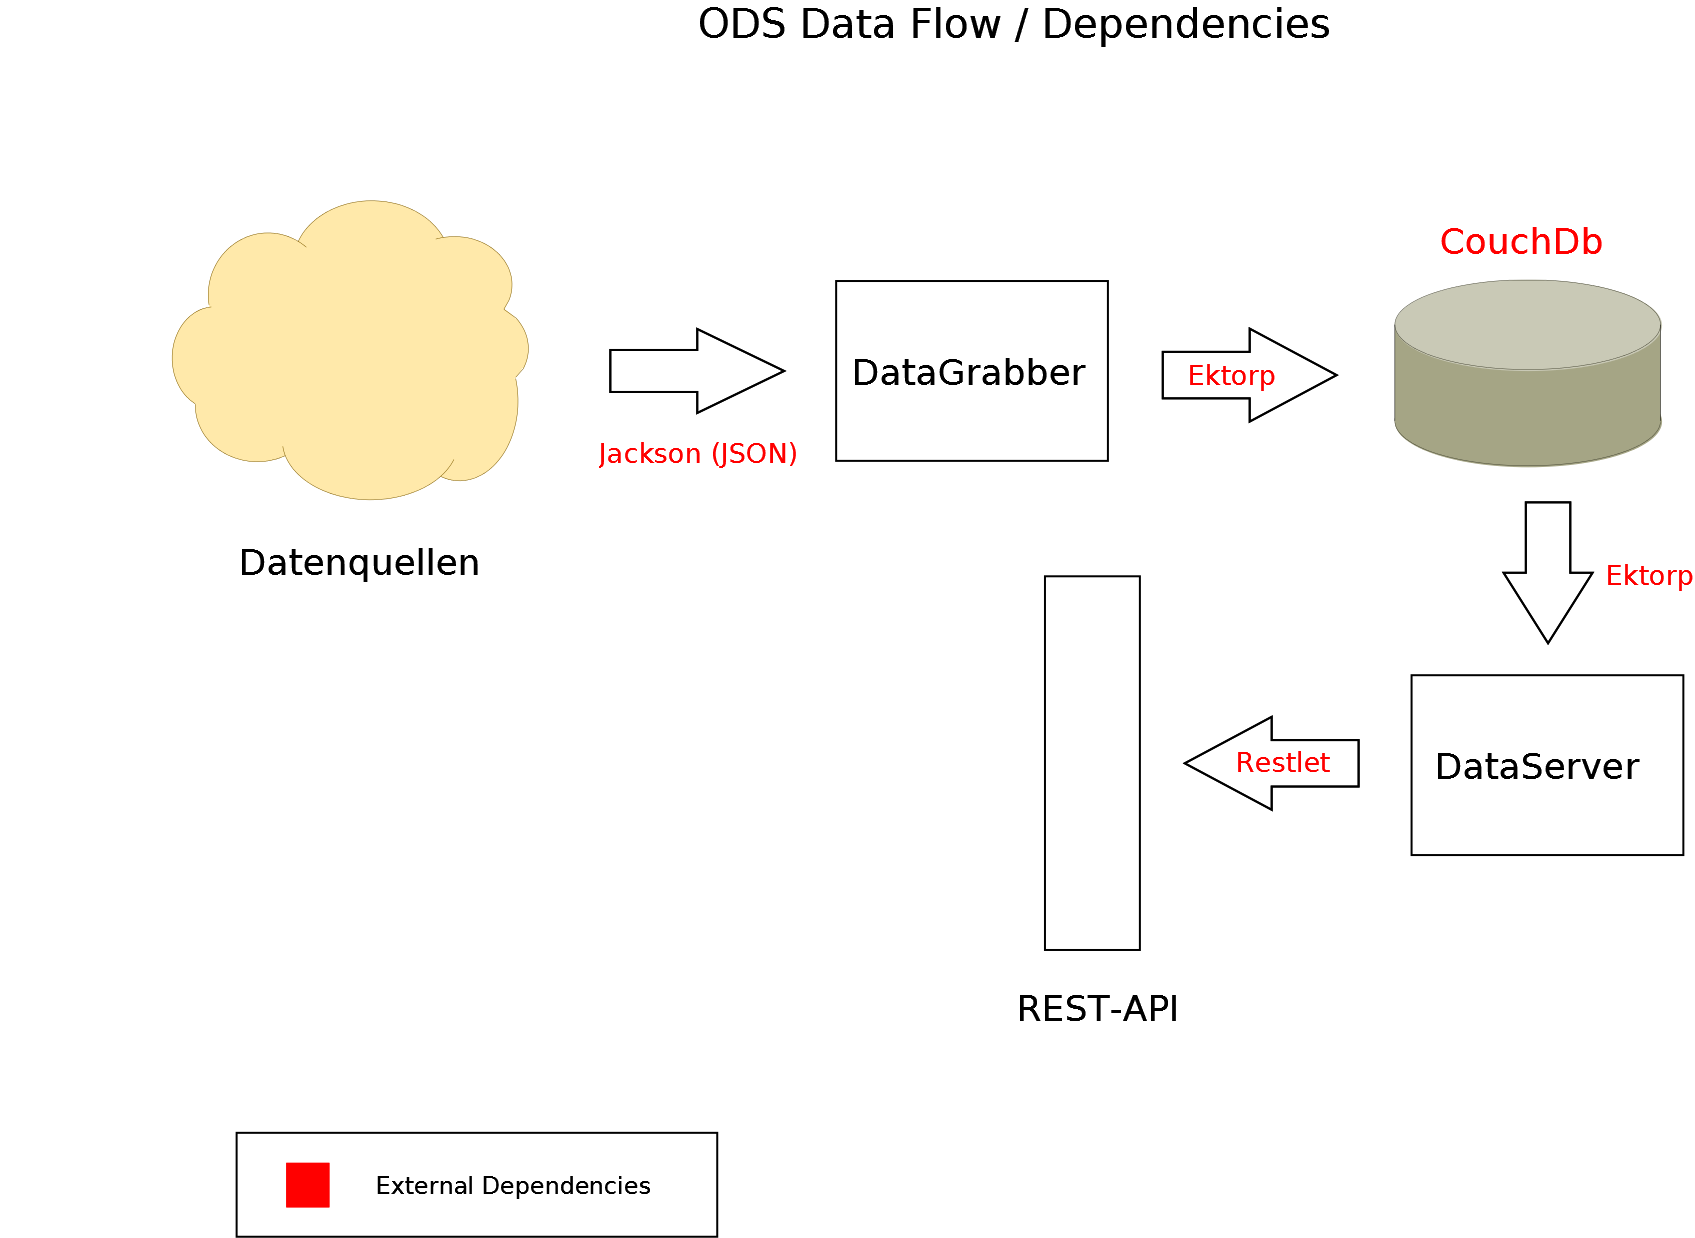 ODS Data Flow / Dependencies
CouchDb
DataGrabber
Ektorp
Jackson (JSON)
Datenquellen
Ektorp
Restlet
DataServer
REST-API
External Dependencies